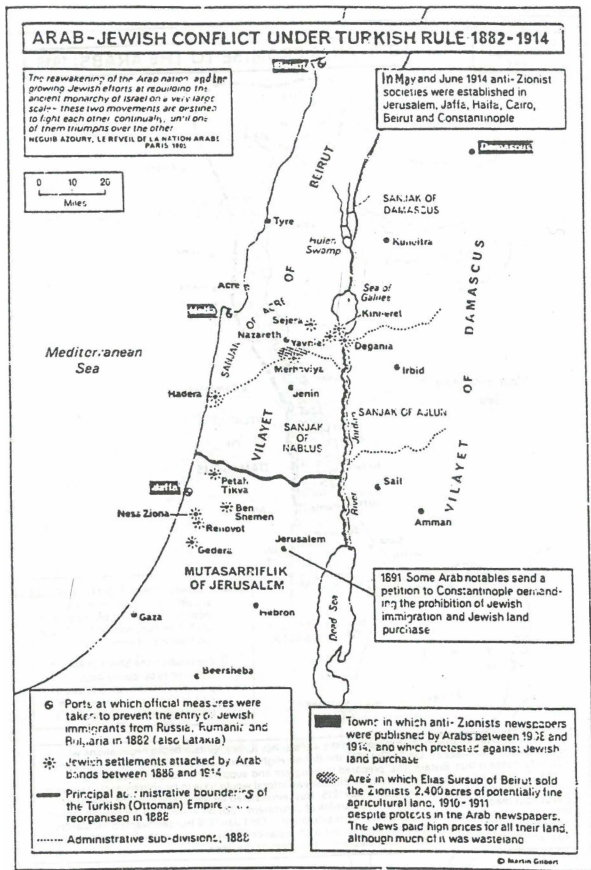 ARAB-JEWISH CONFLICT UNDER TURKISH RULE 1882-1914
The reawakening of the Arab nation and the
growing Jewish efforts at rebuilding the
ancient monarchy of Israel on a very large
scale - these two movements are destined
to fight each other continually, until one
of them triumphs over the other
NEGUIB AZOURY, LE REVEIL DE LA NATION ARABE
PARIS 1905
In May and June 1914 anti-Zionist
societies were established in
Jerusalem, Jaffa, Haifa, Cairo,
Beirut and Constantinople
Beirut
Damascus
0 10 20
Miles
BEIRUT
SANJAK OF
DAMASCUS
Tyre
Huleh
Swamp
Kuneitra
Acre
Sea of
Galilee
Haifa
SANJAK OF ACRE
OF
Sejera
Kinneret
DAMASCUS
Nazareth
Yavniel
Degania
Mediterranean
Sea
Merhaviya
Irbid
Hadera
Jenin
OF
SANJAK OF AJLUN
Jordan
VILAYET
SANJAK
OF
NABLUS
VILAYET
Petah
Tikva
Salt
Jaffa
River
Ben
Shemen
Ness Ziona
Amman
Rehovot
Jerusalem
Gedera
MUTASARRIFLIK
OF JERUSALEM
1891 Some Arab notables send a
petition to Constantinople demand-
ing the prohibition of Jewish
immigration and Jewish land
purchase
Dead Sea
Hebron
Gaza
Beersheba
Ports at which official measures were
taken to prevent the entry of Jewish
immigrants from Russia, Rumania and
Bulgaria in 1882 (also Latakia)
Jewish settlements attacked by Arab
bands between 1886 and 1914
Principal administrative boundaries of
the Turkish (Ottoman) Empire
reorganised in 1888
Administrative sub-divisions, 1888
Towns in which anti-Zionists newspapers
were published by Arabs between 1908 and
1914, and which protested against Jewish
land purchase
Area in which Elias Sursuq of Beirut sold
the Zionists 2,400 acres of potentially fine
agricultural land, 1910-1911
despite protests in the Arab newspapers.
The Jews paid high prices for all their land,
although much of it was wasteland
© Martin Gilbert